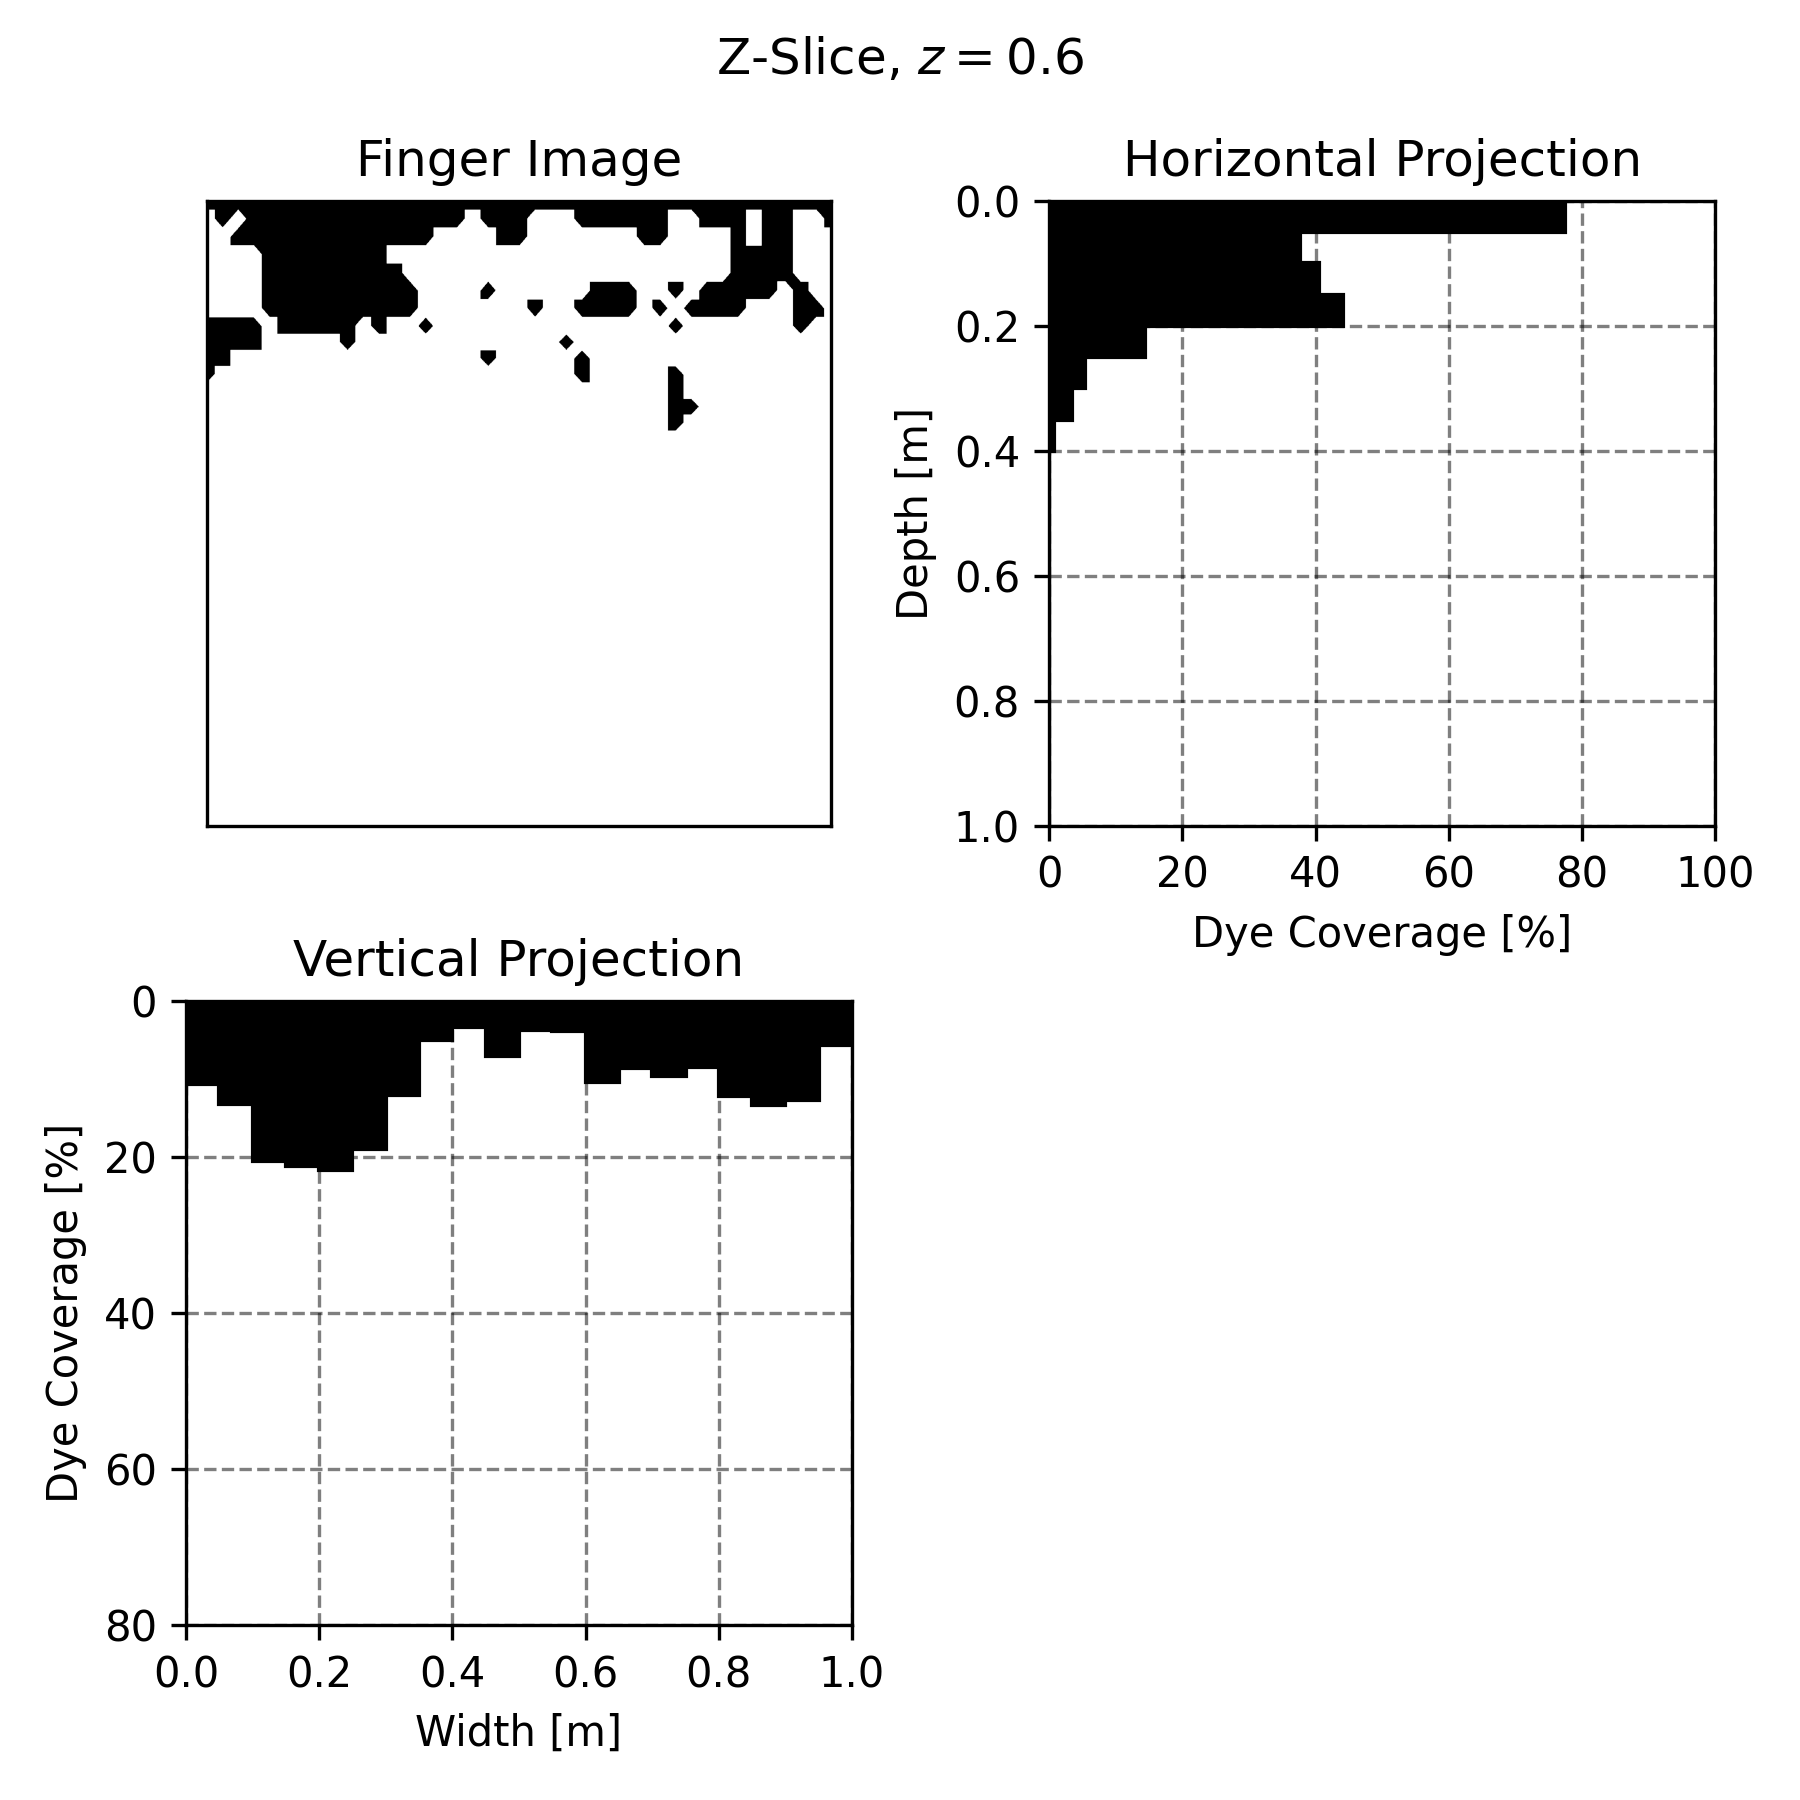 Z-Slice, z = 0.6
Finger Image
Horizontal Projection
0.0
0.2
0.4
0.6
0.8
1.0
Depth [m]
0 20 40 60 80 100
Dye Coverage [%]
Vertical Projection
0
20
40
60
80
Dye Coverage [%]
0.0 0.2 0.4 0.6 0.8 1.0
Width [m]